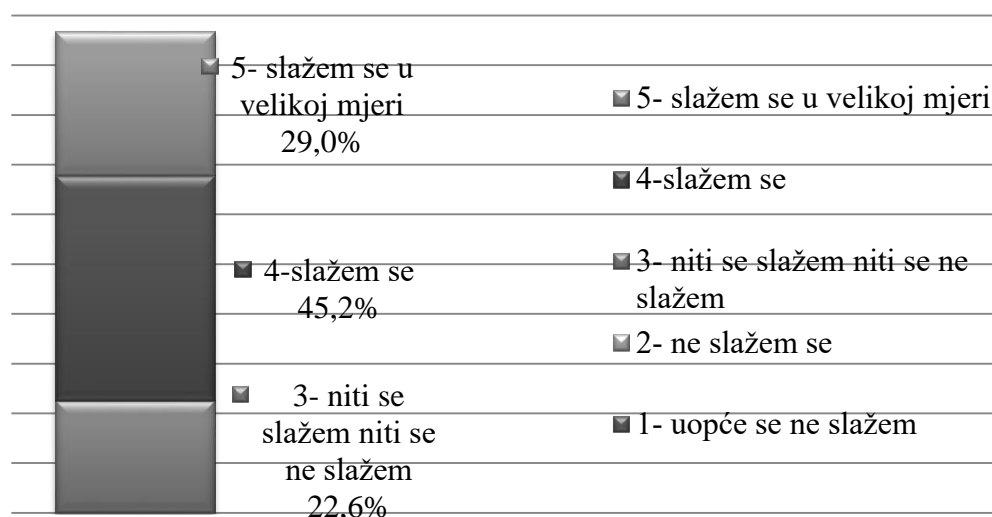 5- slažem se u
velikoj mjeri
29,0%
4-slažem se
45,2%
3- niti se
slažem niti se
ne slažem
22,6%
5- slažem se u velikoj mjeri
4-slažem se
3- niti se slažem niti se ne
slažem
2- ne slažem se
1- uopće se ne slažem